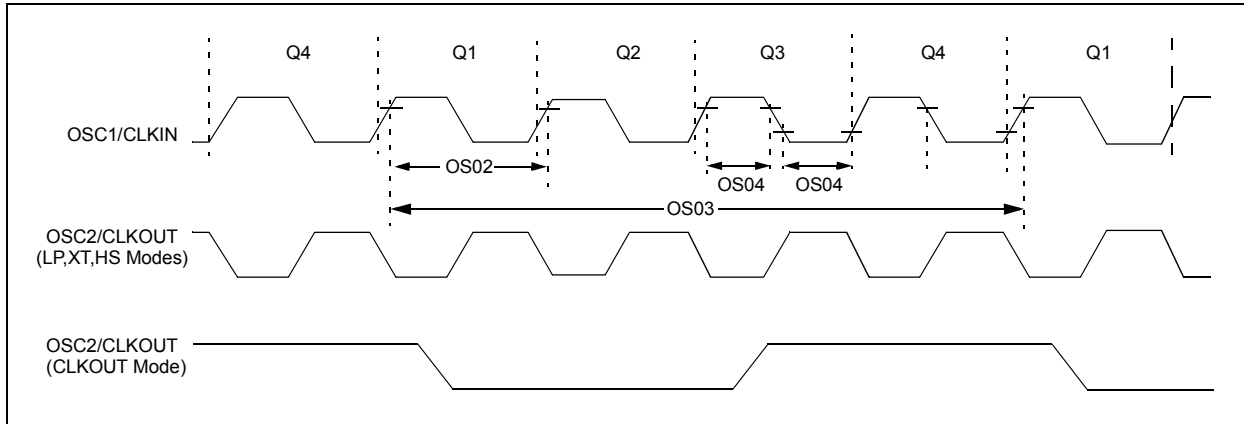 Q4 Q1 Q2 Q3 Q4 Q1
OSC1/CLKIN
OS02
OS04 OS04
OS03
OSC2/CLKOUT
(LP,XT,HS Modes)
OSC2/CLKOUT
(CLKOUT Mode)